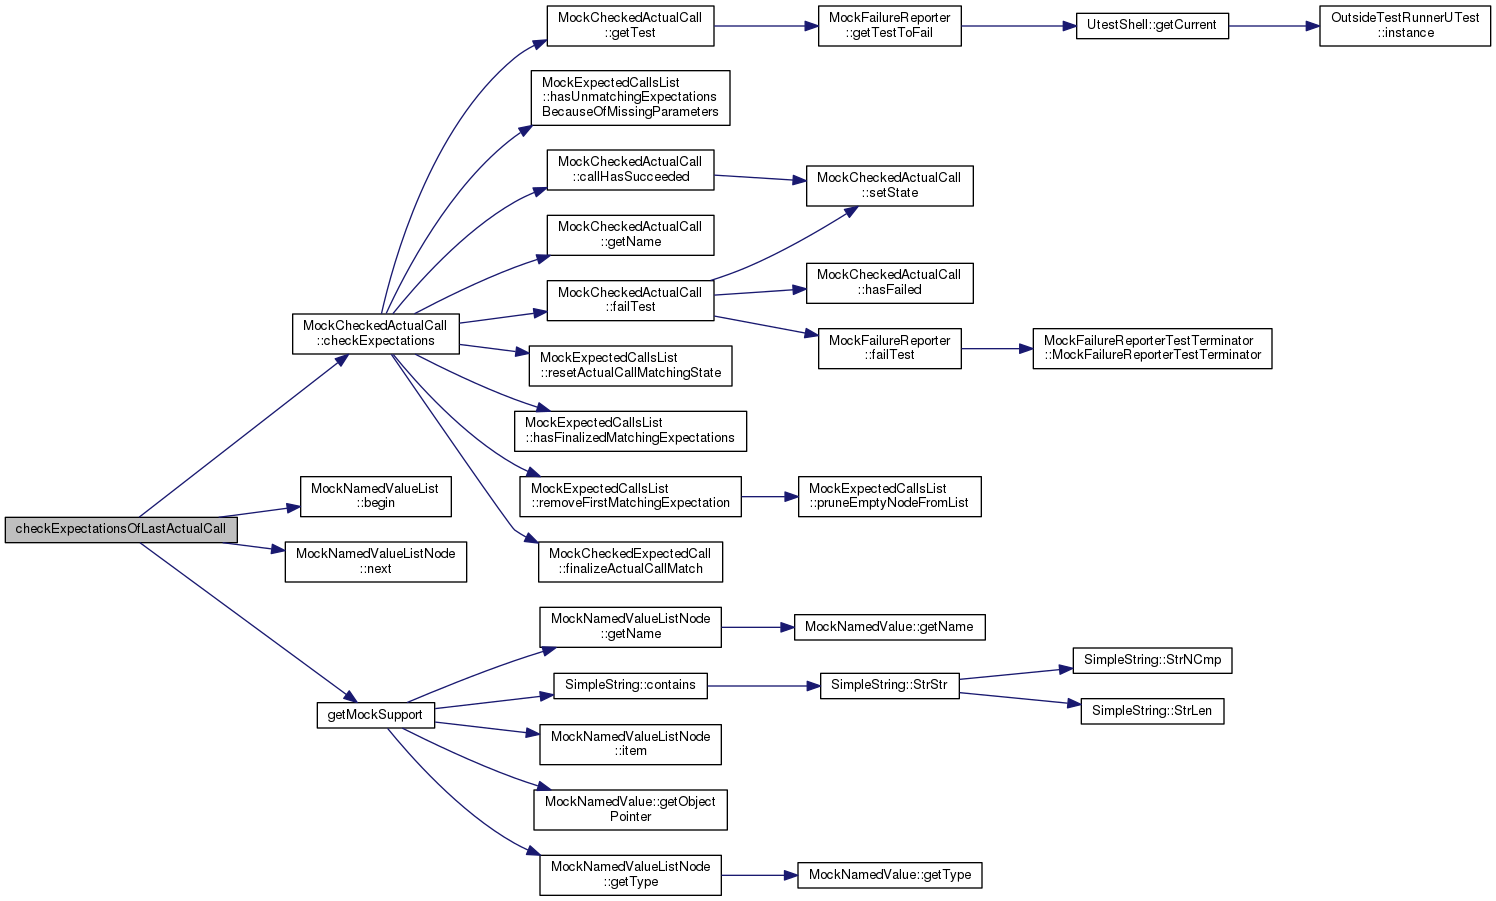 MockCheckedActualCall
::getTest
MockFailureReporter
::getTestToFail
UtestShell::getCurrent
OutsideTestRunnerUTest
::instance
MockExpectedCallsList
::hasUnmatchingExpectations
BecauseOfMissingParameters
MockCheckedActualCall
::callHasSucceeded
MockCheckedActualCall
::setState
MockCheckedActualCall
::getName
MockCheckedActualCall
::hasFailed
MockCheckedActualCall
::failTest
MockCheckedActualCall
::checkExpectations
MockFailureReporter
::failTest
MockFailureReporterTestTerminator
::MockFailureReporterTestTerminator
MockExpectedCallsList
::resetActualCallMatchingState
MockExpectedCallsList
::hasFinalizedMatchingExpectations
MockExpectedCallsList
::removeFirstMatchingExpectation
MockExpectedCallsList
::pruneEmptyNodeFromList
MockNamedValueList
::begin
checkExpectationsOfLastActualCall
MockNamedValueListNode
::next
MockCheckedExpectedCall
::finalizeActualCallMatch
MockNamedValueListNode
::getName
MockNamedValue::getName
SimpleString::contains
SimpleString::StrStr
SimpleString::StrNCmp
SimpleString::StrLen
getMockSupport
MockNamedValueListNode
::item
MockNamedValue::getObject
Pointer
MockNamedValueListNode
::getType
MockNamedValue::getType